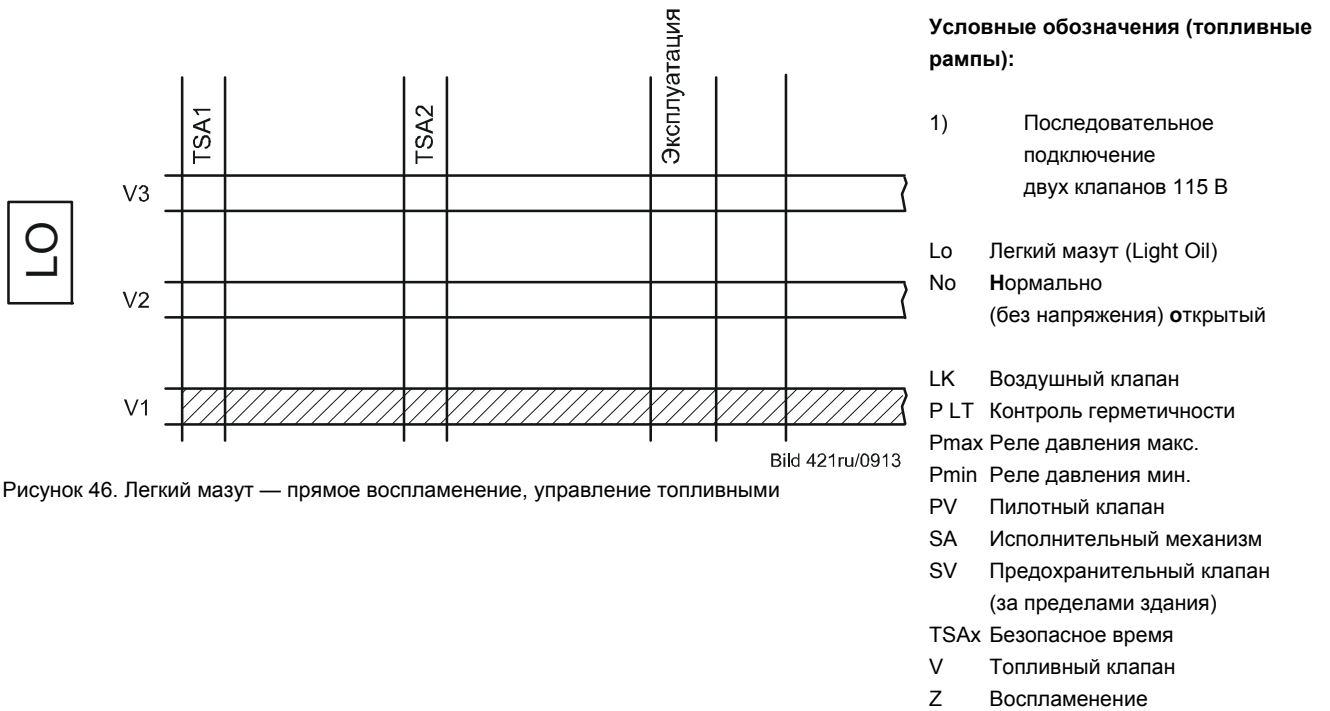 TSA1
TSA2
Эксплуатация
V3
V2
V1
LO
Bild 421ru/0913
Рисунок 46. Легкий мазут — прямое воспламенение, управление топливными
Условные обозначения (топливные
рампы):
1) Последовательное
подключение
двух клапанов 115 В
Lo Легкий мазут (Light Oil)
No Нормально
(без напряжения) открытый
LK Воздушный клапан
P LT Контроль герметичности
Pmax Реле давления макс.
Pmin Реле давления мин.
PV Пилотный клапан
SA Исполнительный механизм
SV Предохранительный клапан
(за пределами здания)
TSAx Безопасное время
V Топливный клапан
Z Воспламенение